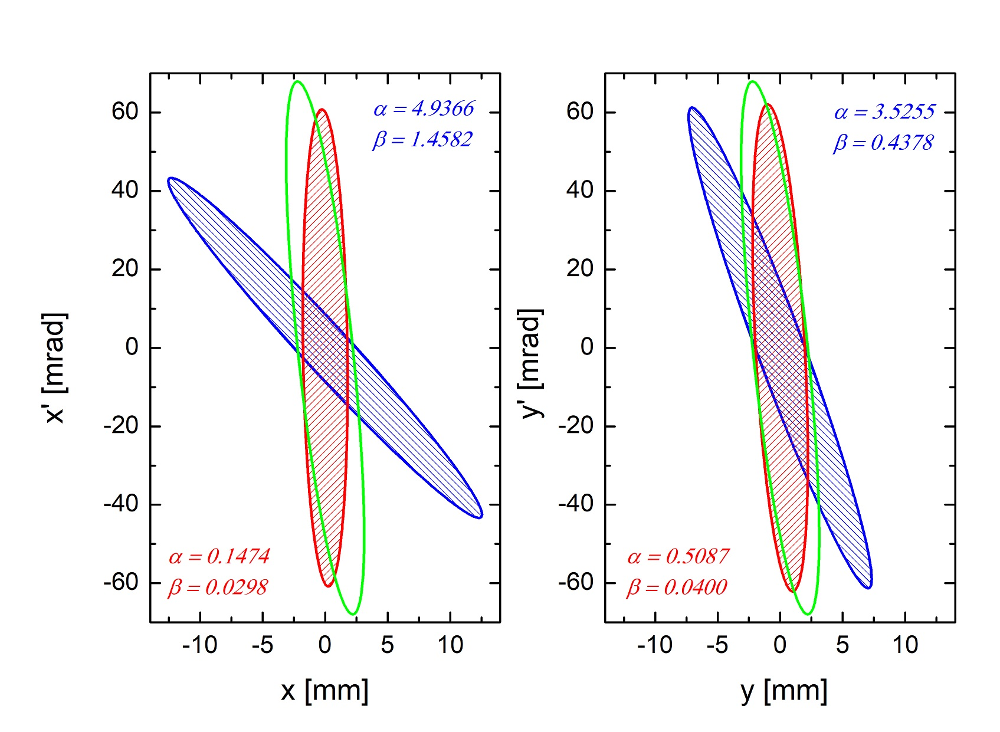 α = 4.9366
β = 1.4582
α = 0.1474
β = 0.0298
60
40
20
0
-20
-40
-60
-10 -5 0 5 10
x' [mrad]
x [mm]
α = 3.5255
β = 0.4378
α = 0.5087
β = 0.0400
60
40
20
0
-20
-40
-60
-10 -5 0 5 10
y' [mrad]
y [mm]